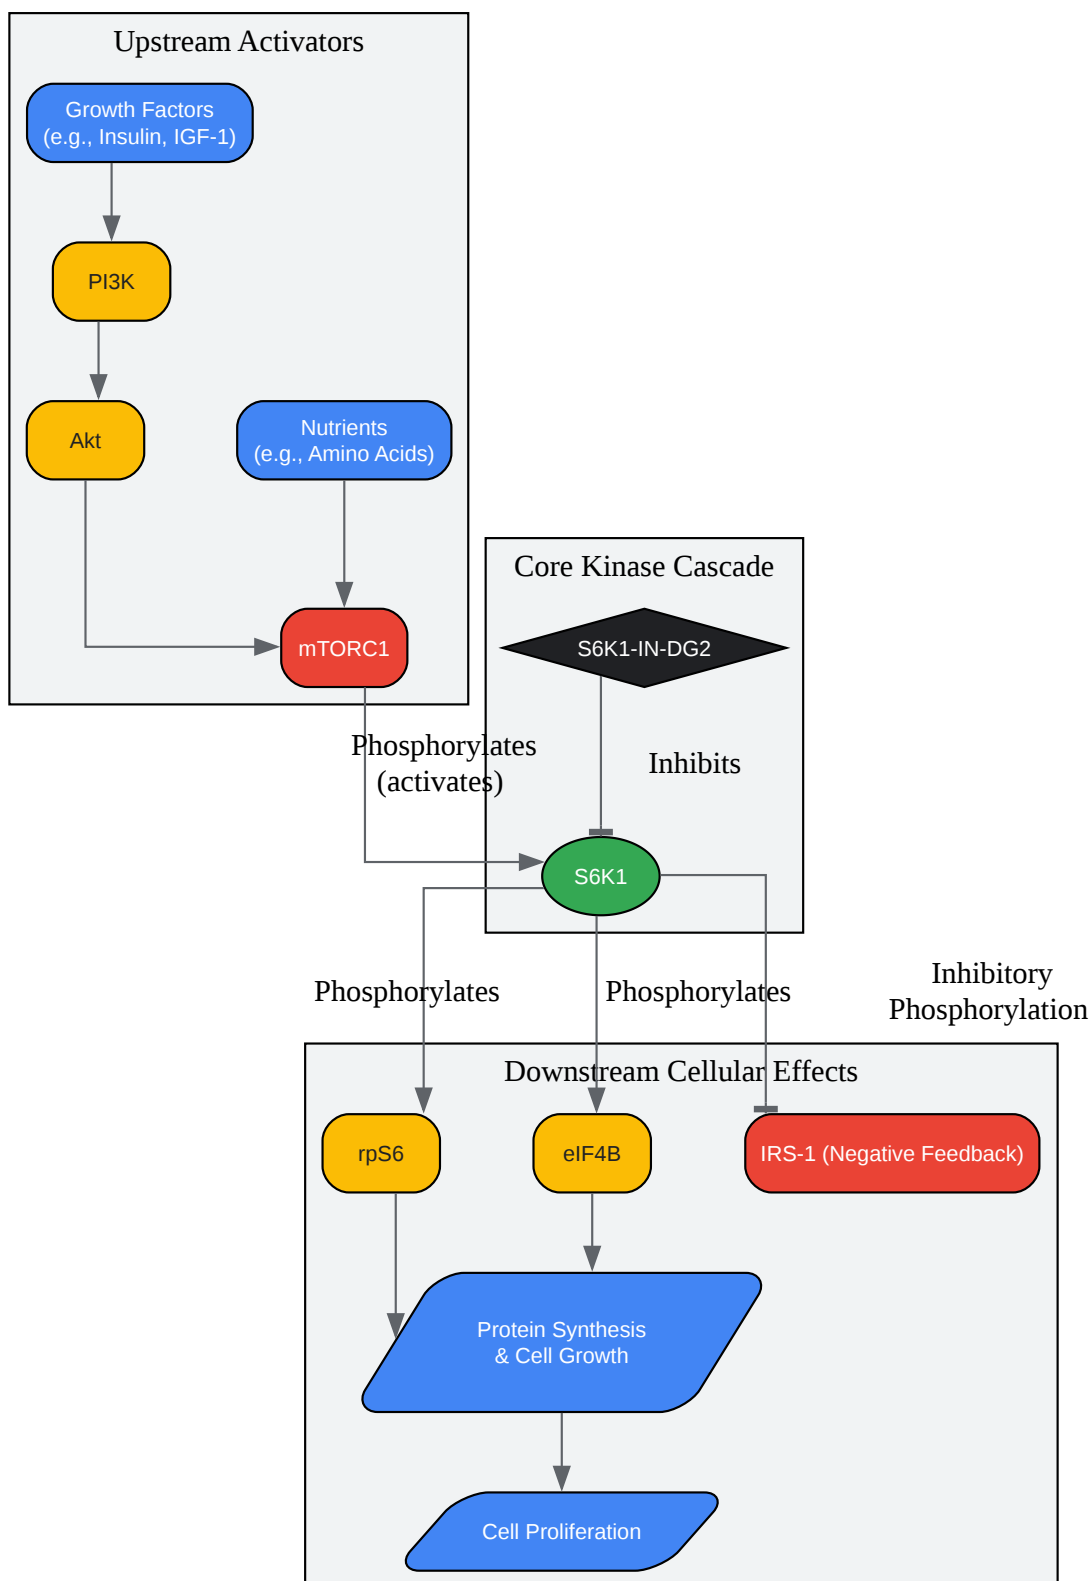 Upstream Activators
Growth Factors
(e.g., Insulin, IGF-1)
PI3K
Akt
Nutrients
(e.g., Amino Acids)
mTORC1
Core Kinase Cascade
S6K1-IN-DG2
Phosphorylates
(activates)
Inhibits
S6K1
Phosphorylates
Phosphorylates
Inhibitory
Phosphorylation
Downstream Cellular Effects
rpS6
eIF4B
IRS-1 (Negative Feedback)
Protein Synthesis
& Cell Growth
Cell Proliferation